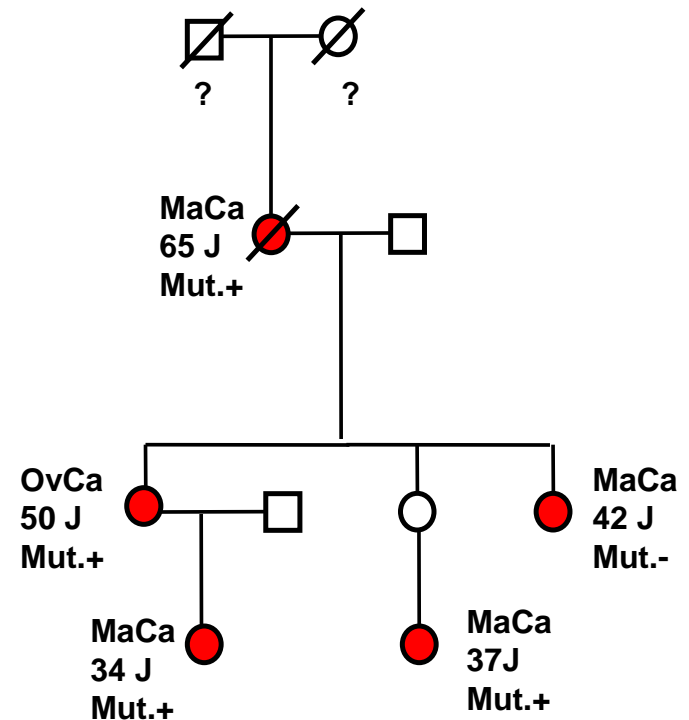 ?
?
MaCa
65 J
Mut.+
OvCa
50 J
Mut.+
MaCa
42 J
Mut.-
MaCa
34 J
Mut.+
MaCa
37J
Mut.+